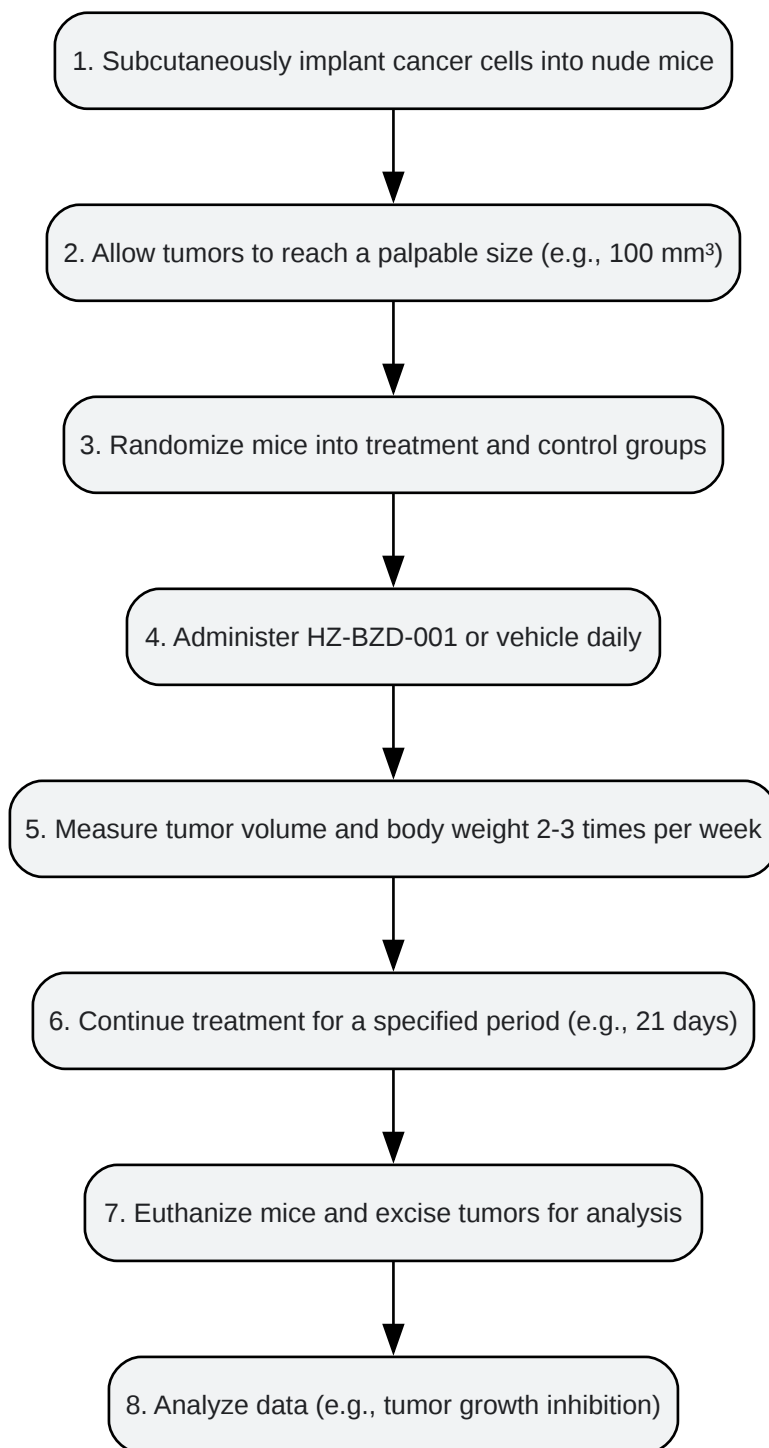 1. Subcutaneously implant cancer cells into nude mice
2. Allow tumors to reach a palpable size (e.g., 100 mm³)
3. Randomize mice into treatment and control groups
4. Administer HZ-BZD-001 or vehicle daily
5. Measure tumor volume and body weight 2-3 times per week
6. Continue treatment for a specified period (e.g., 21 days)
7. Euthanize mice and excise tumors for analysis
8. Analyze data (e.g., tumor growth inhibition)